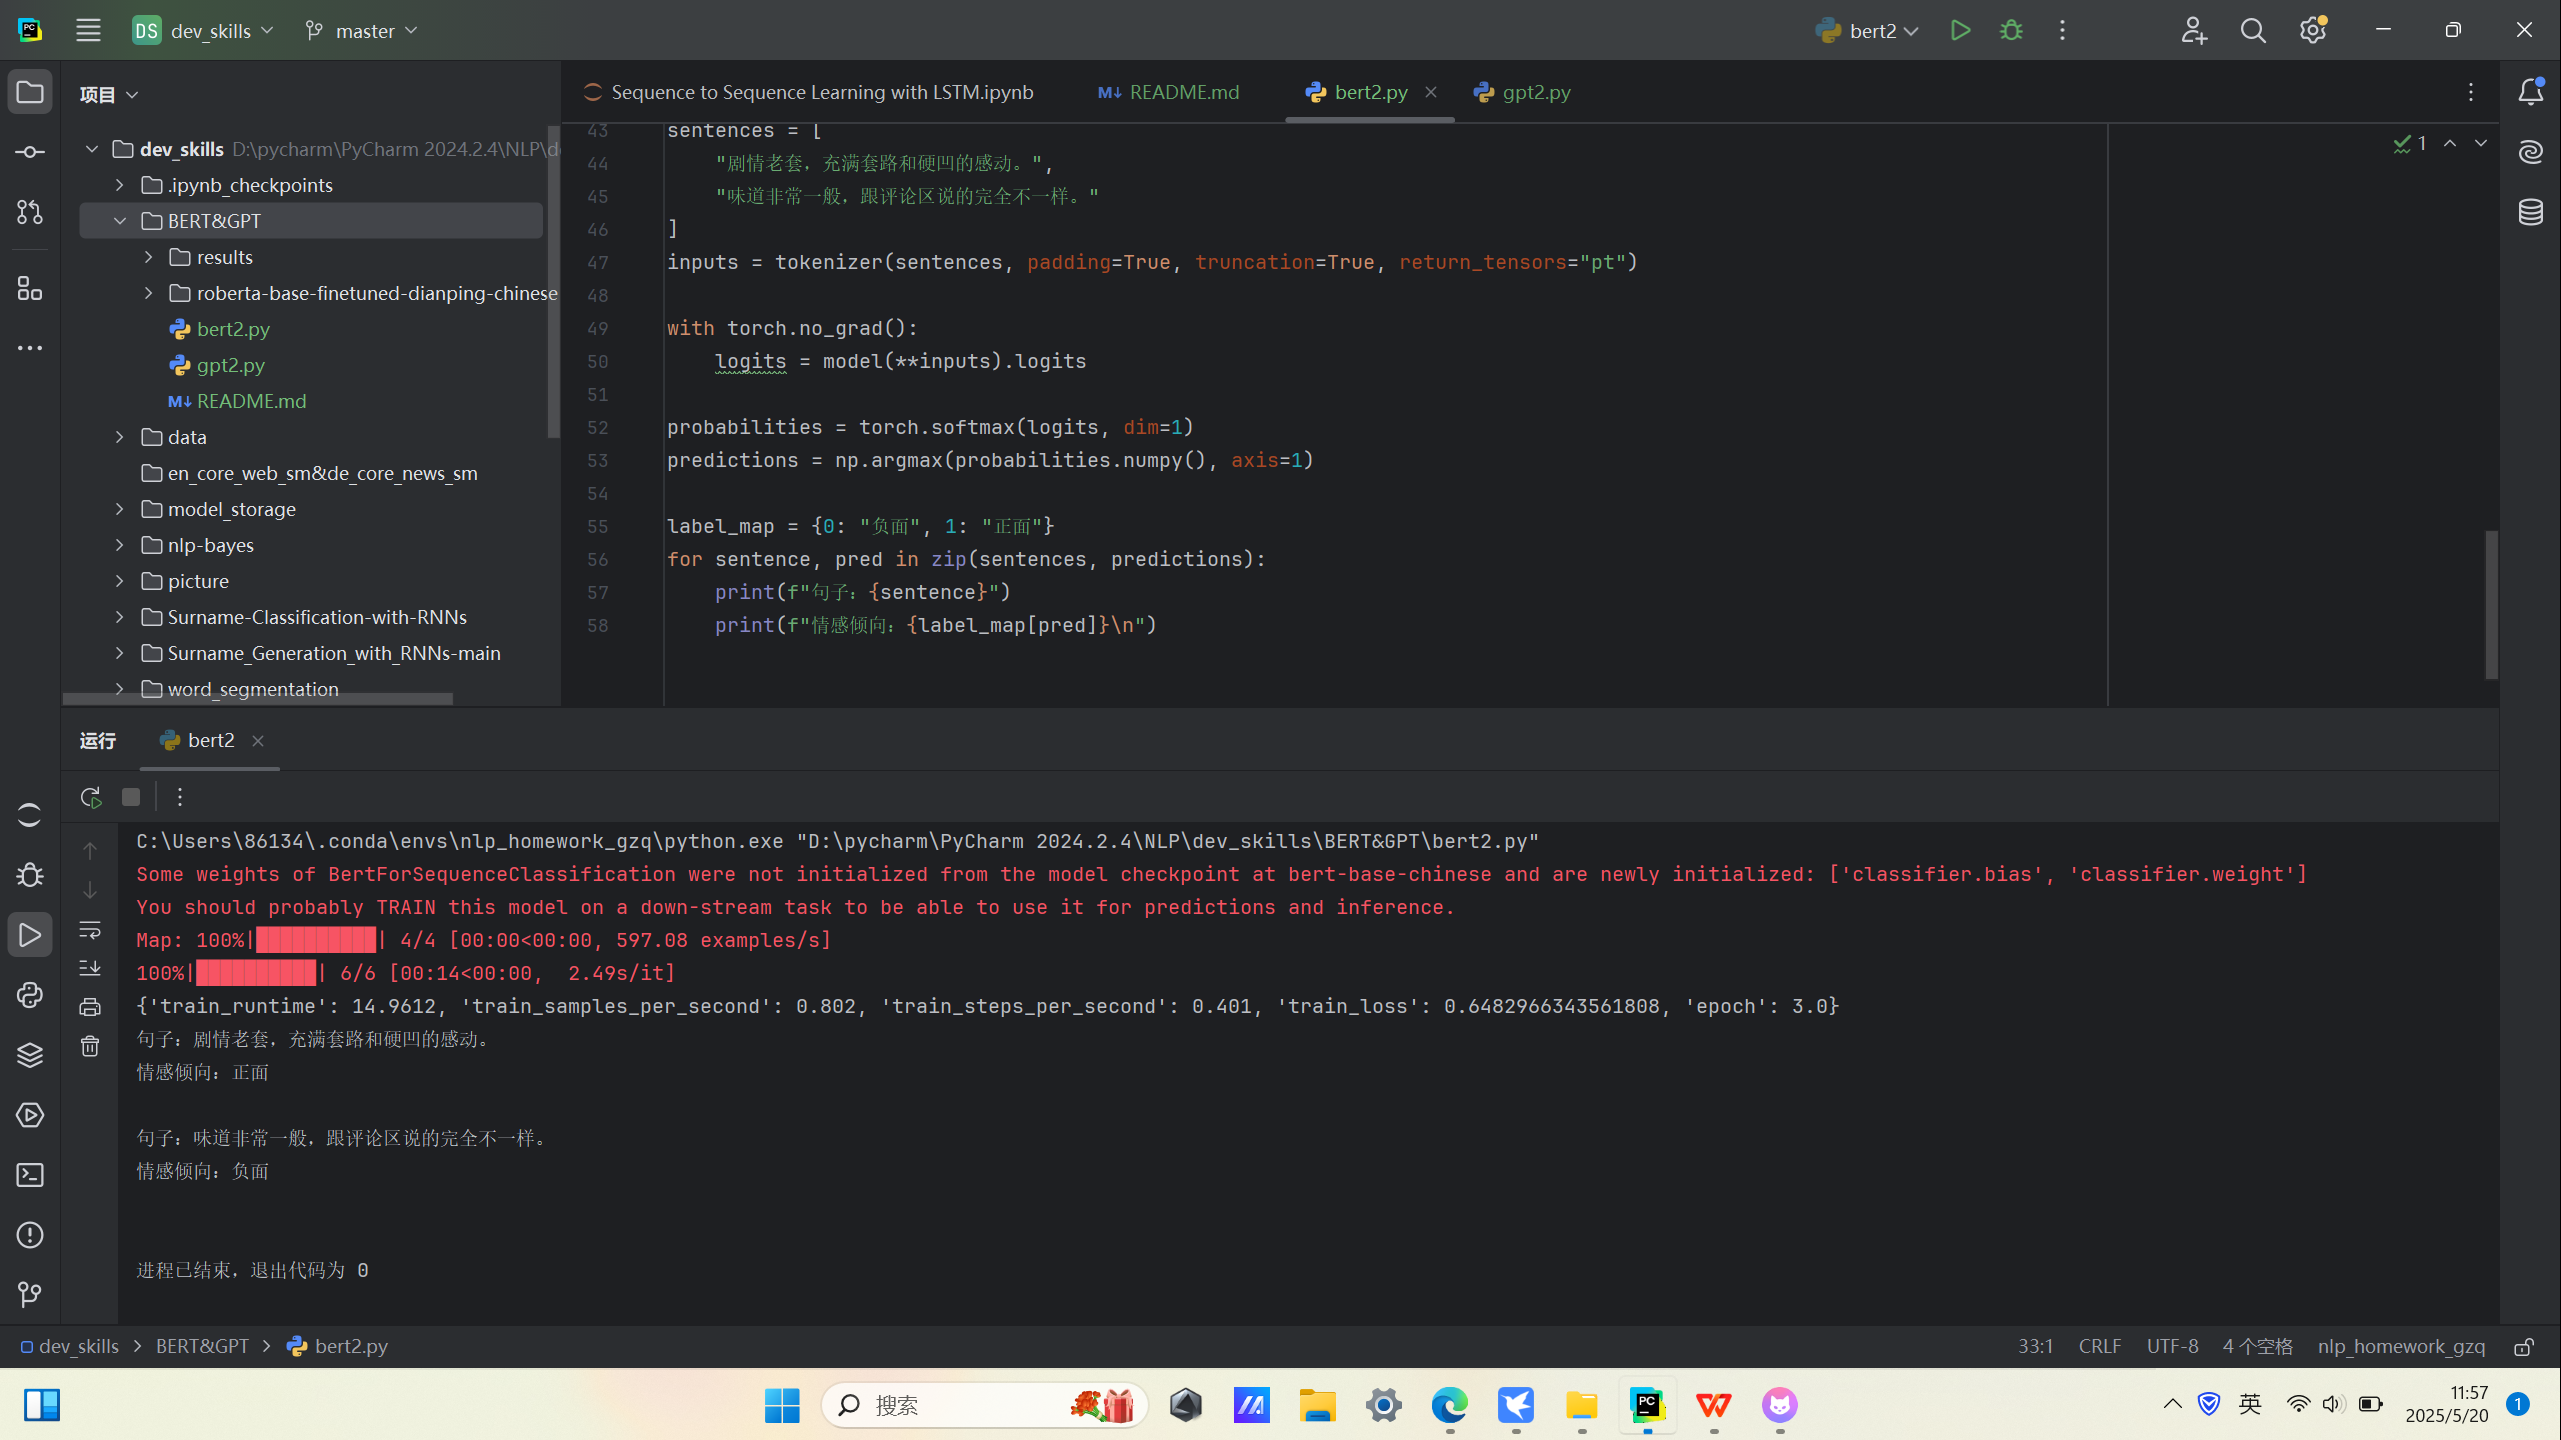 DS dev_skills master bert2
项目
dev_skills D:\pycharm\PyCharm 2024.2.4\NLP\d
.ipynb_checkpoints
BERT&GPT
results
roberta-base-finetuned-dianping-chinese
bert2.py
gpt2.py
M↓ README.md
data
en_core_web_sm&de_core_news_sm
model_storage
nlp-bayes
picture
Surname-Classification-with-RNNs
Surname_Generation_with_RNNs-main
word_segmentation
Sequence to Sequence Learning with LSTM.ipynb M↓ README.md bert2.py gpt2.py
1
43 sentences = [
44 "剧情老套，充满套路和硬凹的感动。",
45 "味道非常一般，跟评论区说的完全不一样。"
46 ]
47 inputs = tokenizer(sentences, padding=True, truncation=True, return_tensors="pt")
48
49 with torch.no_grad():
50 logits = model(**inputs).logits
51
52 probabilities = torch.softmax(logits, dim=1)
53 predictions = np.argmax(probabilities.numpy(), axis=1)
54
55 label_map = {0: "负面", 1: "正面"}
56 for sentence, pred in zip(sentences, predictions):
57 print(f"句子: {sentence}")
58 print(f"情感倾向: {label_map[pred]}\n")
运行 bert2
C:\Users\86134\.conda\envs\nlp_homework_gzq\python.exe "D:\pycharm\PyCharm 2024.2.4\NLP\dev_skills\BERT&GPT\bert2.py"
Some weights of BertForSequenceClassification were not initialized from the model checkpoint at bert-base-chinese and are newly initialized: ['classifier.bias', 'classifier.weight']
You should probably TRAIN this model on a down-stream task to be able to use it for predictions and inference.
Map: 100%|██████████| 4/4 [00:00<00:00, 597.08 examples/s]
100%|██████████| 6/6 [00:14<00:00,  2.49s/it]
{'train_runtime': 14.9612, 'train_samples_per_second': 0.802, 'train_steps_per_second': 0.401, 'train_loss': 0.6482966343561808, 'epoch': 3.0}
句子: 剧情老套，充满套路和硬凹的感动。
情感倾向: 正面
句子: 味道非常一般，跟评论区说的完全不一样。
情感倾向: 负面
进程已结束，退出代码为 0
dev_skills > BERT&GPT > bert2.py 33:1 CRLF UTF-8 4 个空格 nlp_homework_gzq
搜索 英 11:57 1
2025/5/20